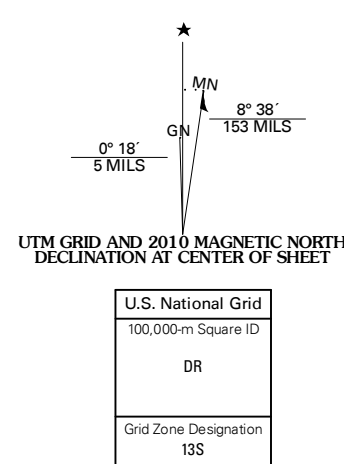 MN
GN
8° 38´
153 MILS
0° 18´
5 MILS
UTM GRID AND 2010 MAGNETIC NORTH
DECLINATION AT CENTER OF SHEET
U.S. National Grid
100,000-m Square ID
DR
Grid Zone Designation
13S